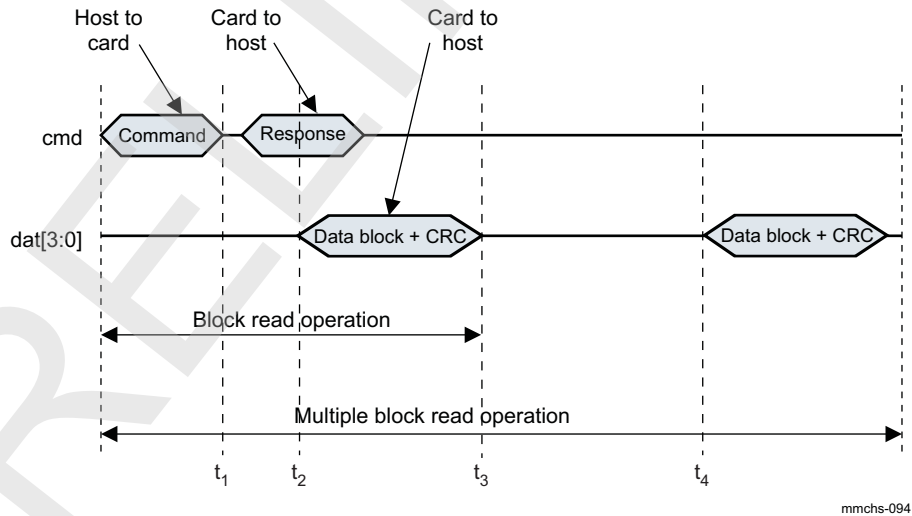 Host to
card
Card to
host
Card to
host
cmd
Command
Response
dat[3:0]
Data block + CRC
Data block + CRC
Block read operation
Multiple block read operation
t1
t2
t3
t4
mmchs-094